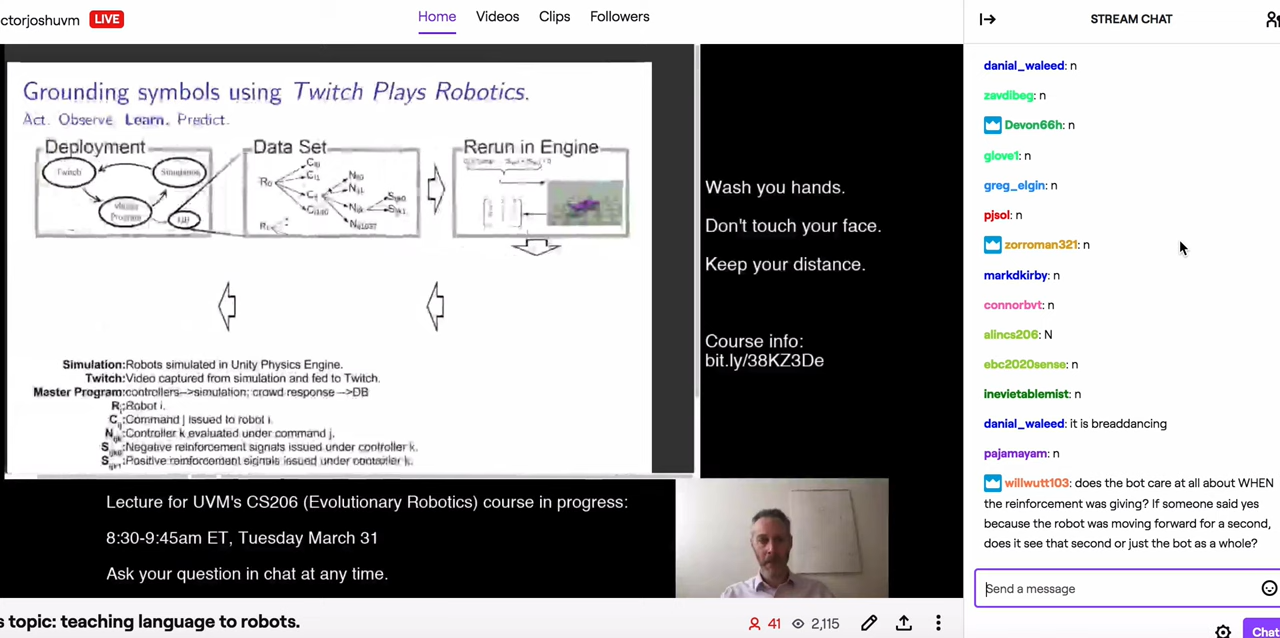 ctorjoshuvm LIVE
Home Videos Clips Followers
STREAM CHAT
Grounding symbols using Twitch Plays Robotics.
Act. Observe. Learn. Predict.
Deployment Data Set Rerun in Engine
Twitch
Simulation
Program
Simulation:Robots simulated in Unity Physics Engine.
Twitch:Video captured from simulation and fed to Twitch.
Master Program:controllers-->simulation; crowd response -->DB
Robot i.
Command j issued to robot i.
Controller k evaluated under command j.
Negative reinforcement signals issued under controller k.
Positive reinforcement signals issued under controller k.
Wash you hands.
Don't touch your face.
Keep your distance.
Course info:
bit.ly/38KZ3De
Lecture for UVM's CS206 (Evolutionary Robotics) course in progress:
8:30-9:45am ET, Tuesday March 31
Ask your question in chat at any time.
s topic: teaching language to robots.
41 2,115
danial_waleed: n
zavdlbeg: n
Devon66h: n
glove1: n
greg_elgin: n
pjsol: n
zorroman321: n
markdkirby: n
connorbvt: n
alincs206: N
ebc2020sense: n
inevietablemist: n
danial_waleed: it is breaddancing
pajamayam: n
willwutt103: does the bot care at all about WHEN
the reinforcement was giving? If someone said yes
because the robot was moving forward for a second,
does it see that second or just the bot as a whole?
Send a message
Chat